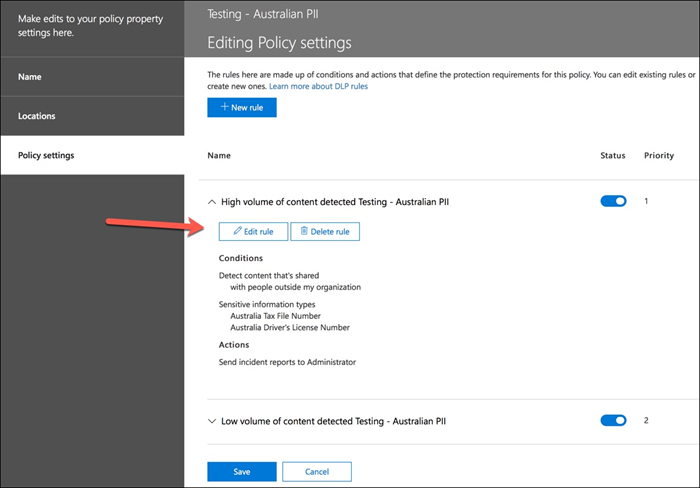 Make edits to your policy property
settings here.
Name
Locations
Policy settings
Testing - Australian PII
Editing Policy settings
The rules here are made up of conditions and actions that define the protection requirements for this policy. You can edit existing rules or
create new ones. Learn more about DLP rules
+ New rule
Name Status Priority
High volume of content detected Testing - Australian PII 1
Edit rule Delete rule
Conditions
Detect content that's shared
with people outside my organization
Sensitive information types
Australia Tax File Number
Australia Driver's License Number
Actions
Send incident reports to Administrator
Low volume of content detected Testing - Australian PII 2
Save Cancel